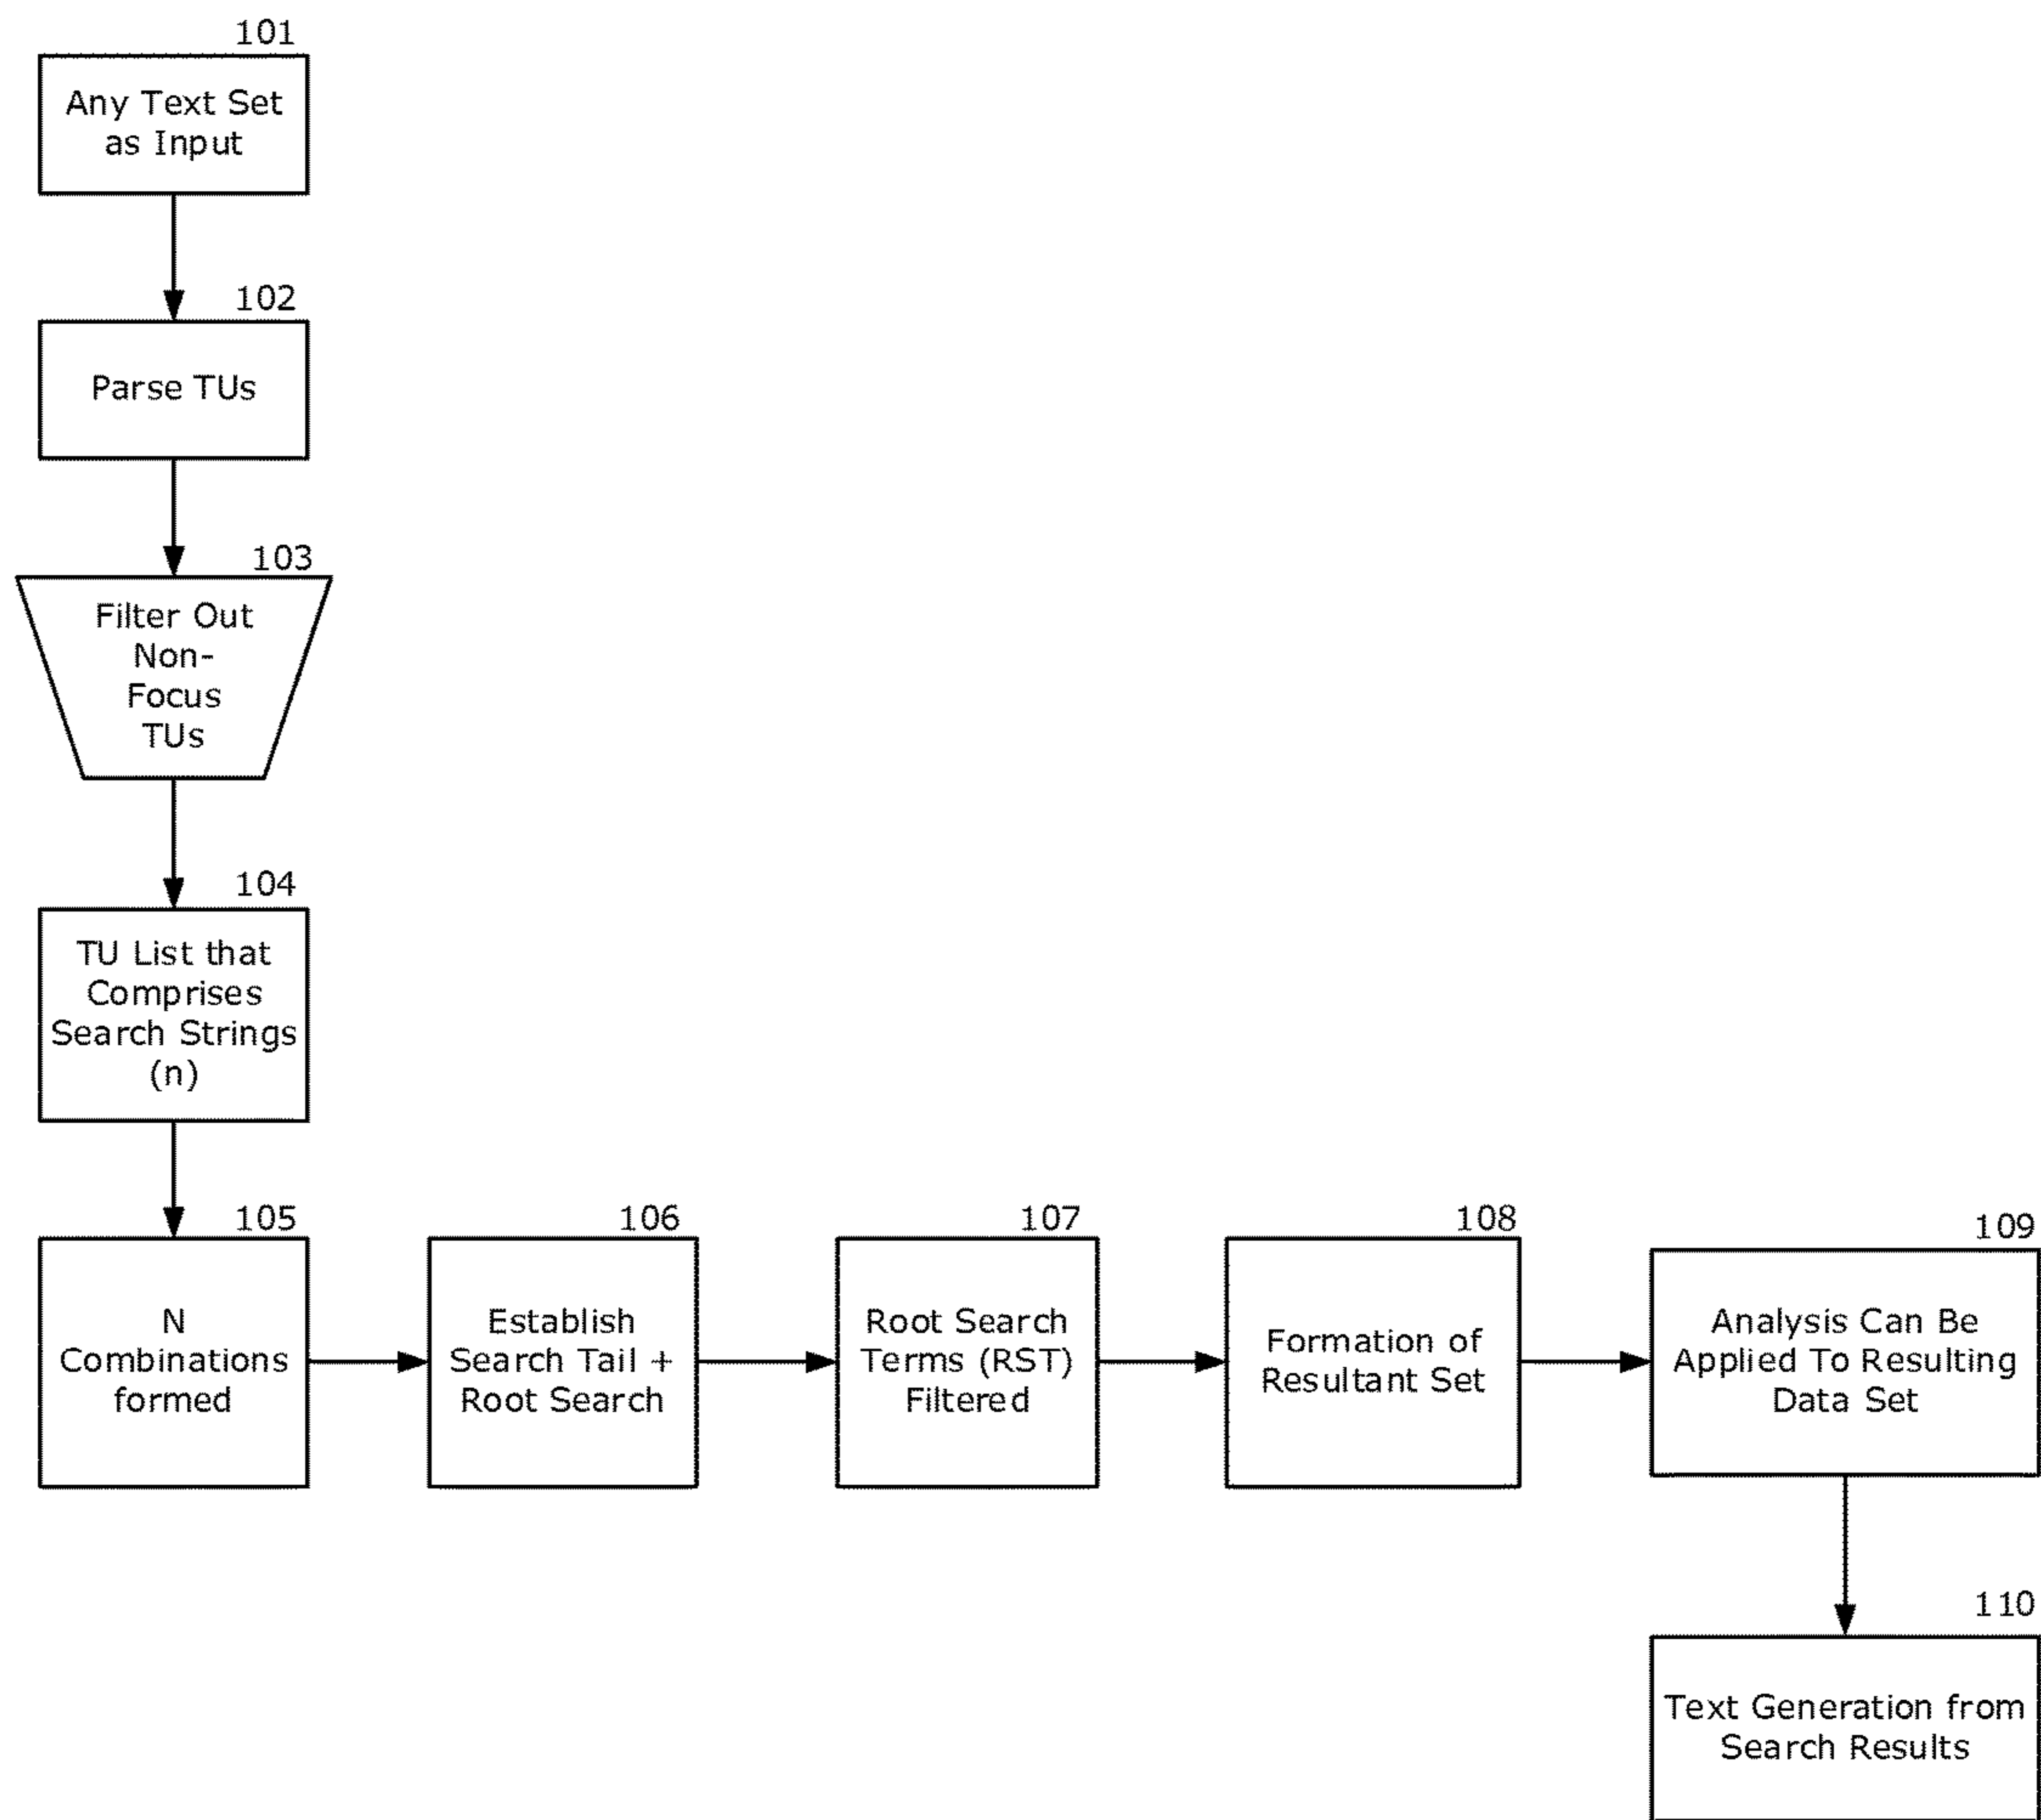 101
Any Text Set
as Input
102
Parse TUs
103
Filter Out
Non-
Focus
TUs
104
TU List that
Comprises
Search Strings
(n)
105
N
Combinations
formed
106
Establish
Search Tail +
Root Search
107
Root Search
Terms (RST)
Filtered
108
Formation of
Resultant Set
109
Analysis Can Be
Applied To Resulting
Data Set
110
Text Generation from
Search Results